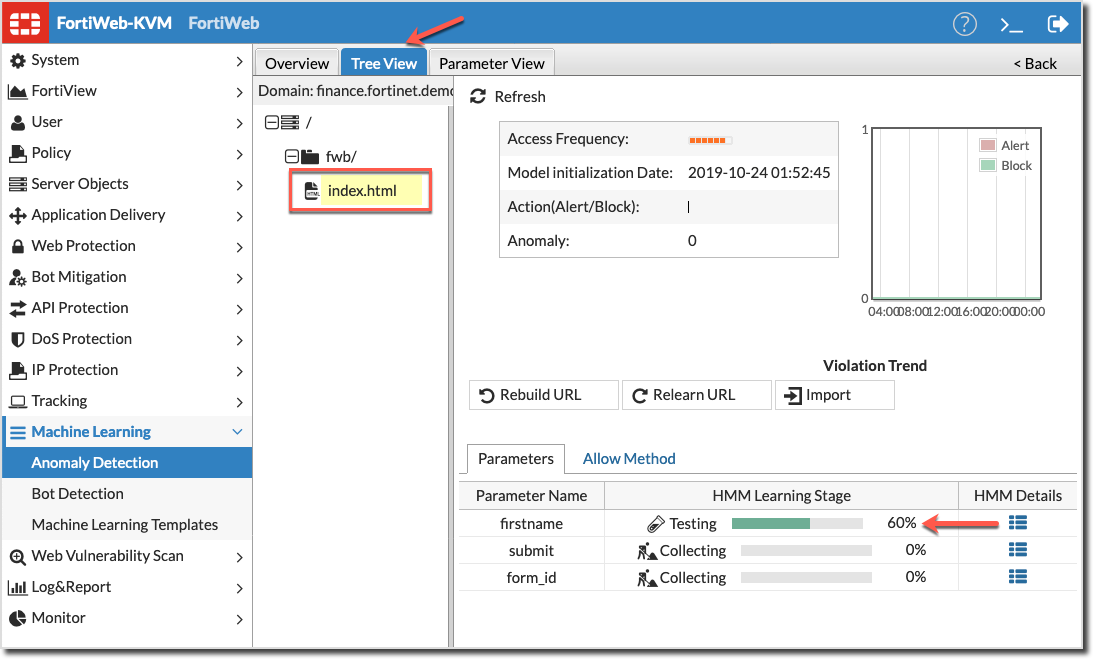 FortiWeb-KVM FortiWeb
System
FortiView
User
Policy
Server Objects
Application Delivery
Web Protection
Bot Mitigation
API Protection
DoS Protection
IP Protection
Tracking
Machine Learning
Anomaly Detection
Bot Detection
Machine Learning Templates
Web Vulnerability Scan
Log&Report
Monitor
Overview Tree View Parameter View < Back
Domain: finance.fortinet.demo
/
fwb/
HTML index.html
Refresh
Access Frequency:
Model initialization Date: 2019-10-24 01:52:45
Action(Alert/Block): |
Anomaly: 0
1
Alert
Block
0
04:00 08:00 12:00 16:00 20:00 00:00
Violation Trend
Rebuild URL Relearn URL Import
Parameters Allow Method
Parameter Name HMM Learning Stage HMM Details
firstname Testing 60%
submit Collecting 0%
form_id Collecting 0%